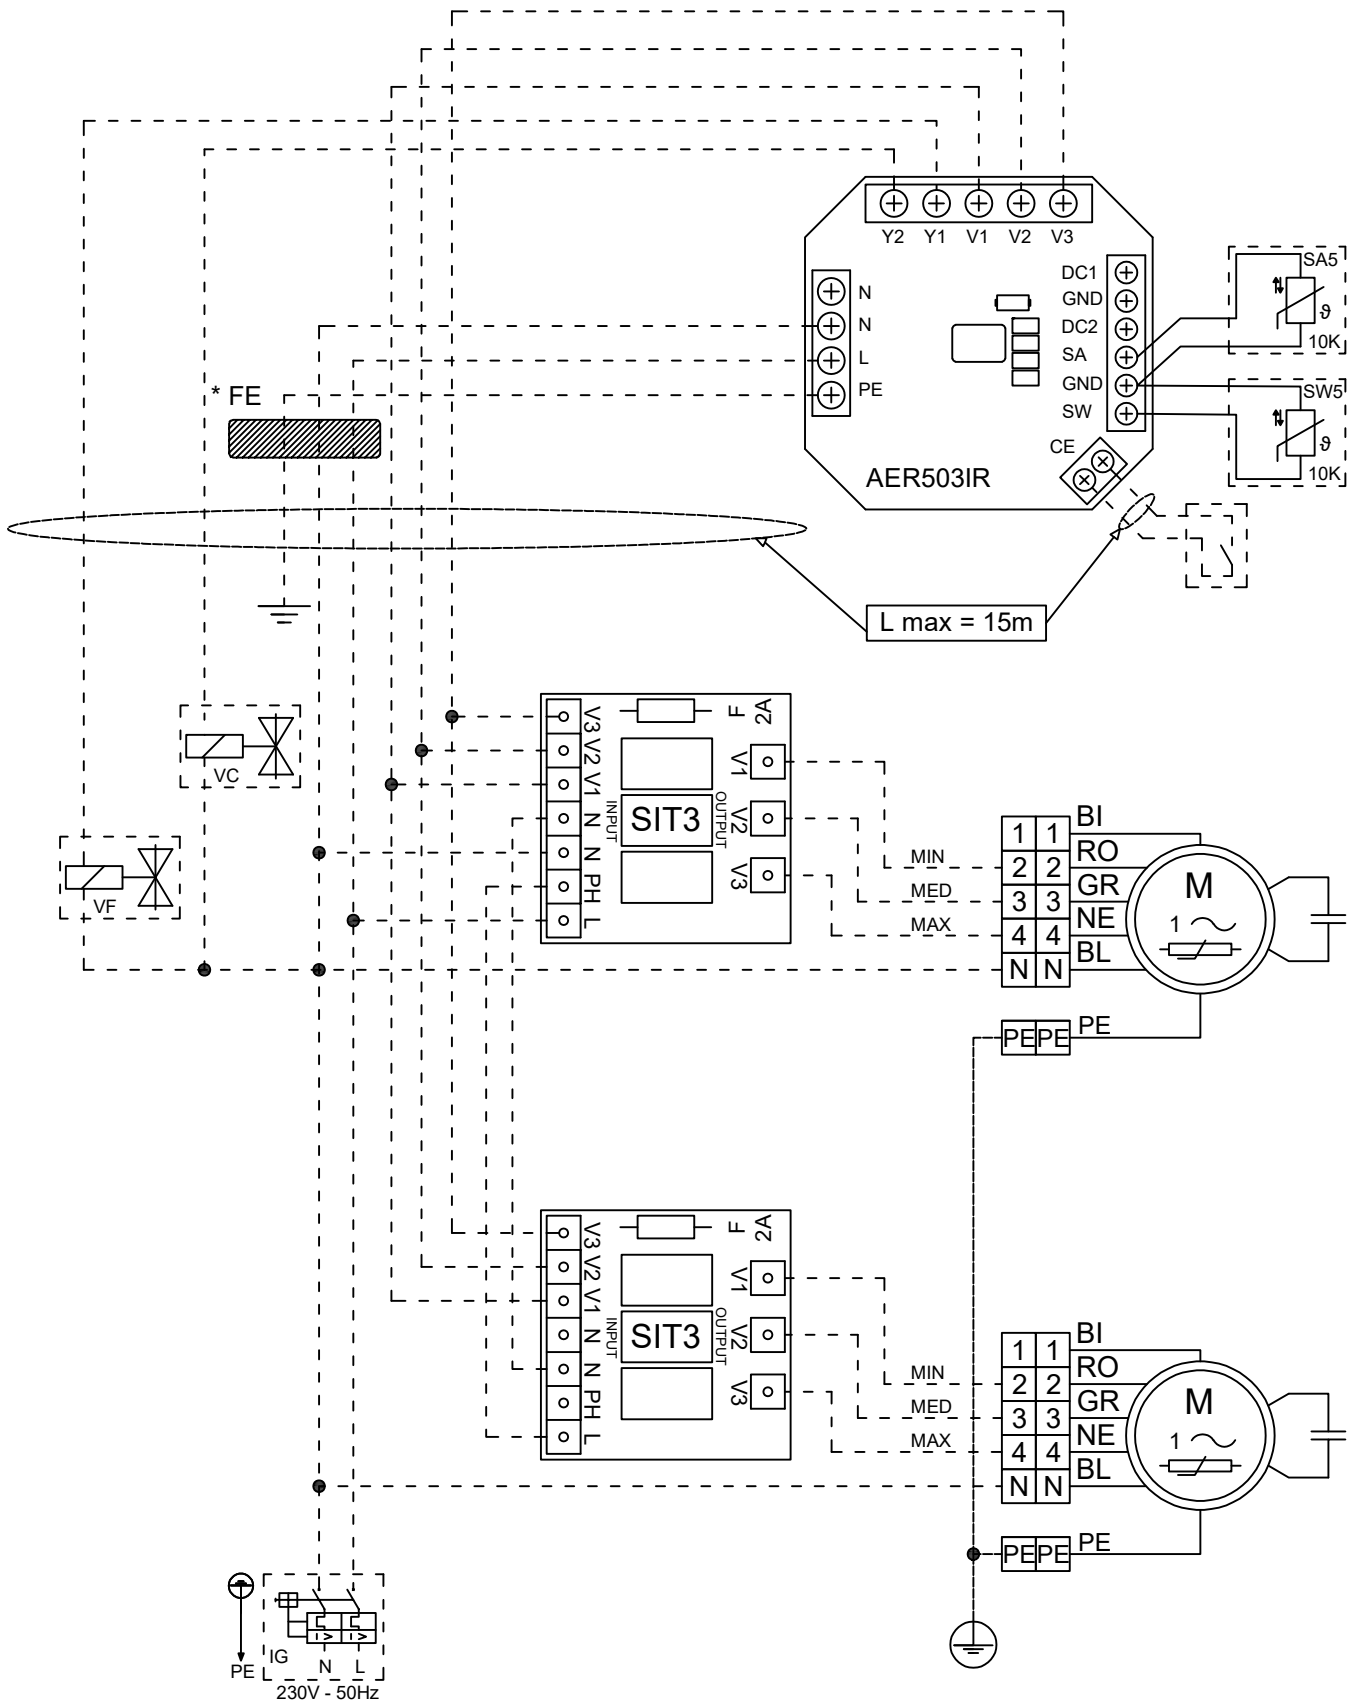 Y2 Y1 V1 V2 V3
N
N
L
PE
DC1
GND
DC2
SA
GND
SW
CE
AER503IR
SA5
ϑ
10K
SW5
ϑ
10K
* FE
L max = 15m
VC
VF
V3
V2
V1
N
N
PH
L
INPUT
SIT3
OUTPUT
F
2A
V1
V2
V3
MIN
MED
MAX
1 1
2 2
3 3
4 4
N N
BI
RO
GR
NE
BL
M
1
PE PE
PE
V3
V2
V1
N
N
PH
L
INPUT
SIT3
OUTPUT
F
2A
V1
V2
V3
MIN
MED
MAX
1 1
2 2
3 3
4 4
N N
BI
RO
GR
NE
BL
M
1
PE PE
PE
PE
IG
I> I>
N L
230V - 50Hz